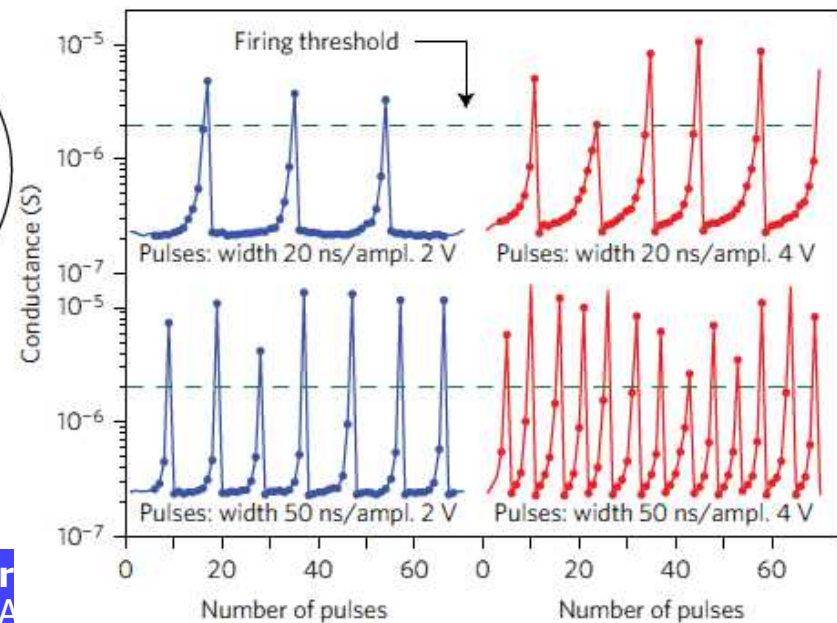 Firing threshold
10⁻⁵
10⁻⁶
10⁻⁷
Pulses: width 20 ns/ampl. 2 V
Pulses: width 20 ns/ampl. 4 V
Conductance (S)
10⁻⁵
10⁻⁶
10⁻⁷
Pulses: width 50 ns/ampl. 2 V
Pulses: width 50 ns/ampl. 4 V
0 20 40 60 0 20 40 60
Number of pulses Number of pulses
r
A